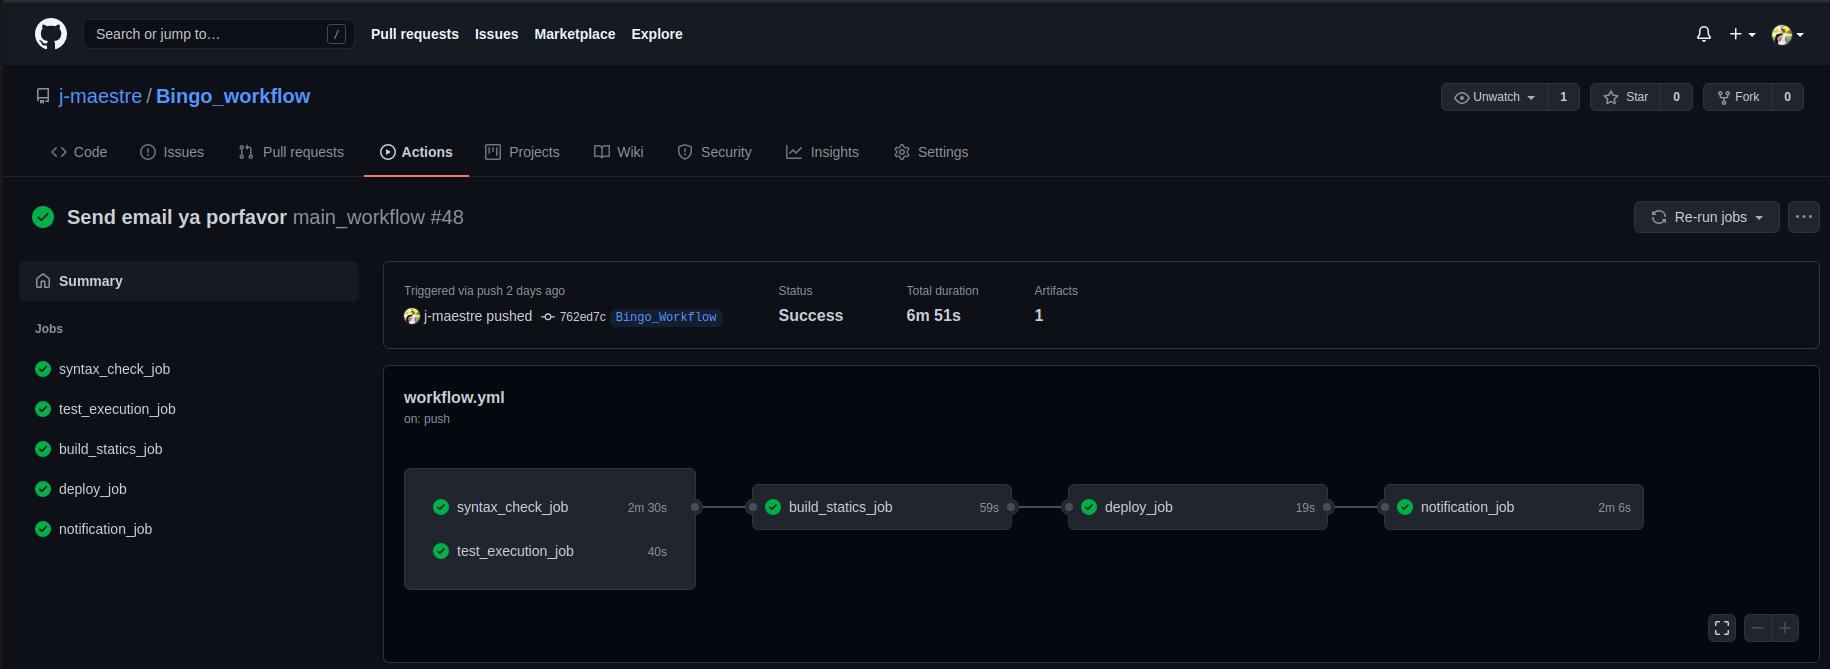 Search or jump to… / Pull requests Issues Marketplace Explore
j-maestre / Bingo_workflow Unwatch 1 Star 0 Fork 0
Code Issues Pull requests Actions Projects Wiki Security Insights Settings
Send email ya porfavor main_workflow #48 Re-run jobs ...
Summary
Jobs
syntax_check_job
test_execution_job
build_statics_job
deploy_job
notification_job
Triggered via push 2 days ago
j-maestre pushed 762ed7c Bingo_Workflow
Status
Success
Total duration
6m 51s
Artifacts
1
workflow.yml
on: push
syntax_check_job 2m 30s
test_execution_job 40s
build_statics_job 59s
deploy_job 19s
notification_job 2m 6s